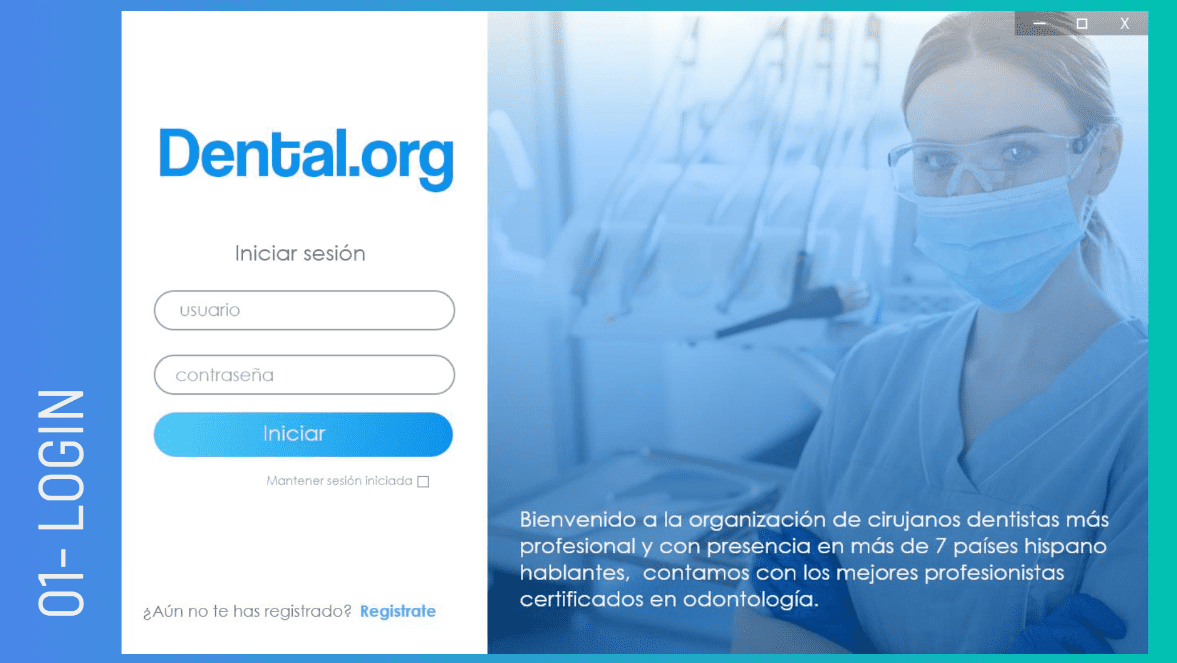 01- LOGIN
Dental.org
Iniciar sesión
usuario
contraseña
Iniciar
Mantener sesión iniciada
¿Aún no te has registrado? Registrate
X
Bienvenido a la organización de cirujanos dentistas más
profesional y con presencia en más de 7 países hispano
hablantes, contamos con los mejores profesionistas
certificados en odontología.